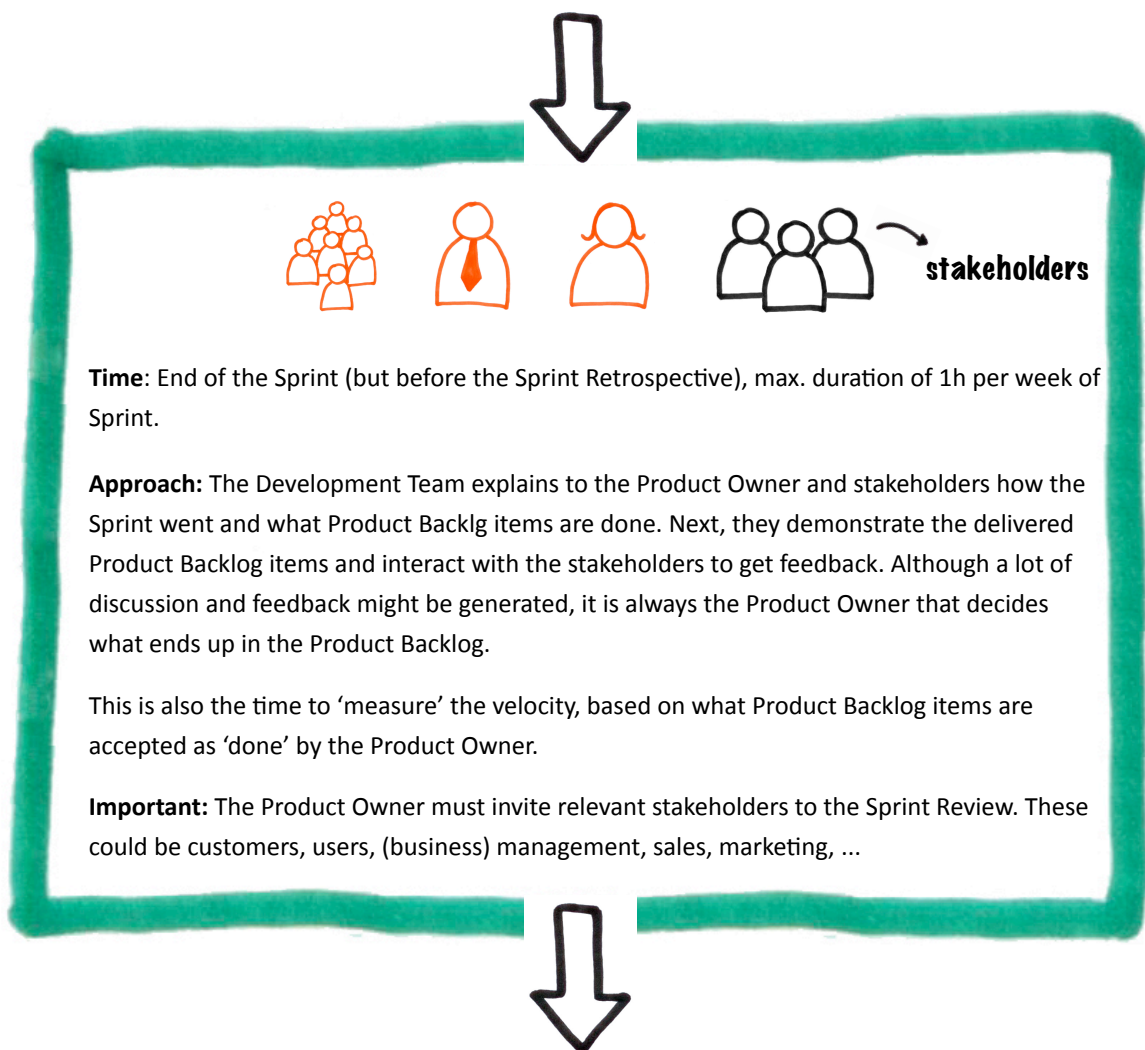 stakeholders
Time: End of the Sprint (but before the Sprint Retrospective), max. duration of 1h per week of
Sprint.
Approach: The Development Team explains to the Product Owner and stakeholders how the
Sprint went and what Product Backlg items are done. Next, they demonstrate the delivered
Product Backlog items and interact with the stakeholders to get feedback. Although a lot of
discussion and feedback might be generated, it is always the Product Owner that decides
what ends up in the Product Backlog.
This is also the time to ‘measure’ the velocity, based on what Product Backlog items are
accepted as ‘done’ by the Product Owner.
Important: The Product Owner must invite relevant stakeholders to the Sprint Review. These
could be customers, users, (business) management, sales, marketing, ...